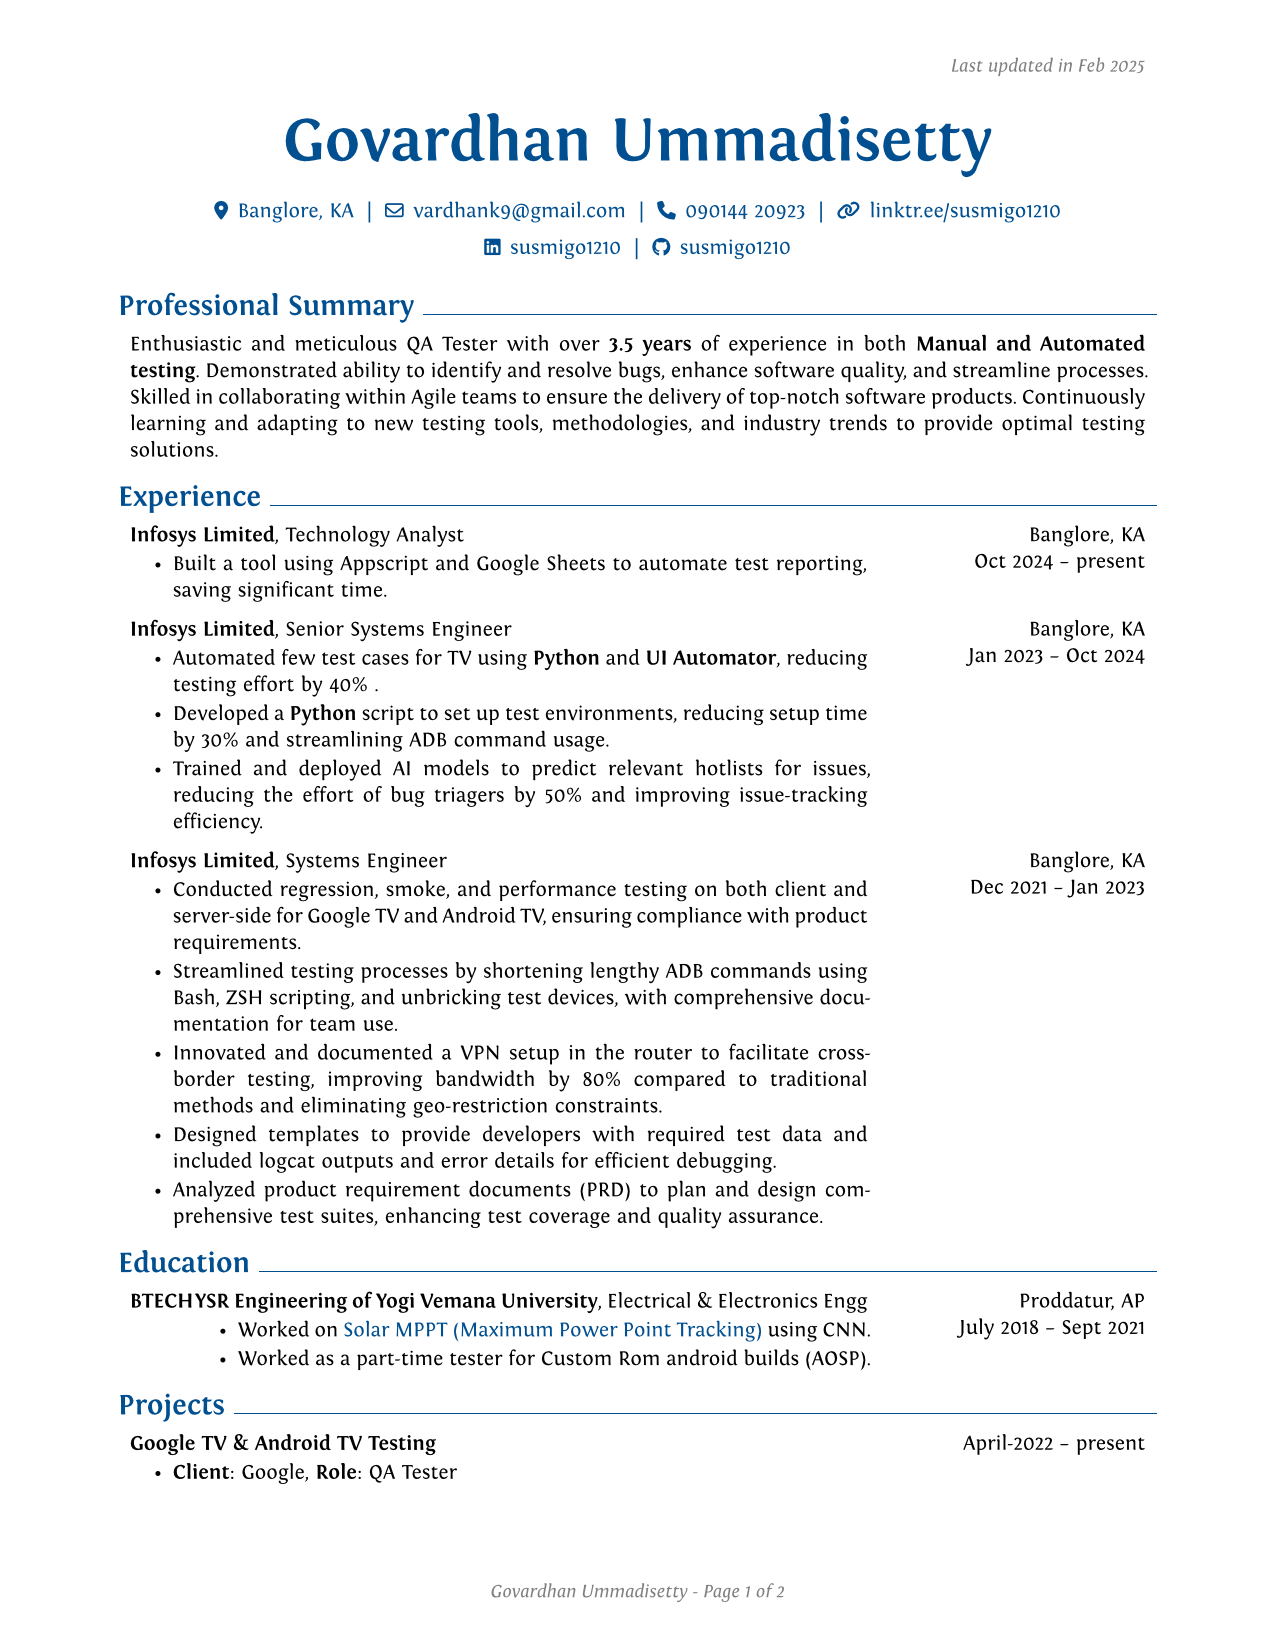 Last updated in Feb 2025
Govardhan Ummadisetty
Banglore, KA | vardhank9@gmail.com | 090144 20923 | linktr.ee/susmigo1210
susmigo1210 | susmigo1210
Professional Summary
Enthusiastic and meticulous QA Tester with over 3.5 years of experience in both Manual and Automated
testing. Demonstrated ability to identify and resolve bugs, enhance software quality, and streamline processes.
Skilled in collaborating within Agile teams to ensure the delivery of top-notch software products. Continuously
learning and adapting to new testing tools, methodologies, and industry trends to provide optimal testing
solutions.
Experience
Infosys Limited, Technology Analyst Banglore, KA
• Built a tool using Appscript and Google Sheets to automate test reporting, Oct 2024 – present
saving significant time.
Infosys Limited, Senior Systems Engineer Banglore, KA
• Automated few test cases for TV using Python and UI Automator, reducing Jan 2023 – Oct 2024
testing effort by 40% .
• Developed a Python script to set up test environments, reducing setup time
by 30% and streamlining ADB command usage.
• Trained and deployed AI models to predict relevant hotlists for issues,
reducing the effort of bug triagers by 50% and improving issue-tracking
efficiency.
Infosys Limited, Systems Engineer Banglore, KA
• Conducted regression, smoke, and performance testing on both client and Dec 2021 – Jan 2023
server-side for Google TV and Android TV, ensuring compliance with product
requirements.
• Streamlined testing processes by shortening lengthy ADB commands using
Bash, ZSH scripting, and unbricking test devices, with comprehensive docu-
mentation for team use.
• Innovated and documented a VPN setup in the router to facilitate cross-
border testing, improving bandwidth by 80% compared to traditional
methods and eliminating geo-restriction constraints.
• Designed templates to provide developers with required test data and
included logcat outputs and error details for efficient debugging.
• Analyzed product requirement documents (PRD) to plan and design com-
prehensive test suites, enhancing test coverage and quality assurance.
Education
BTECH YSR Engineering of Yogi Vemana University, Electrical & Electronics Engg Proddatur, AP
• Worked on Solar MPPT (Maximum Power Point Tracking) using CNN. July 2018 – Sept 2021
• Worked as a part-time tester for Custom Rom android builds (AOSP).
Projects
Google TV & Android TV Testing April-2022 – present
• Client: Google, Role: QA Tester
Govardhan Ummadisetty - Page 1 of 2